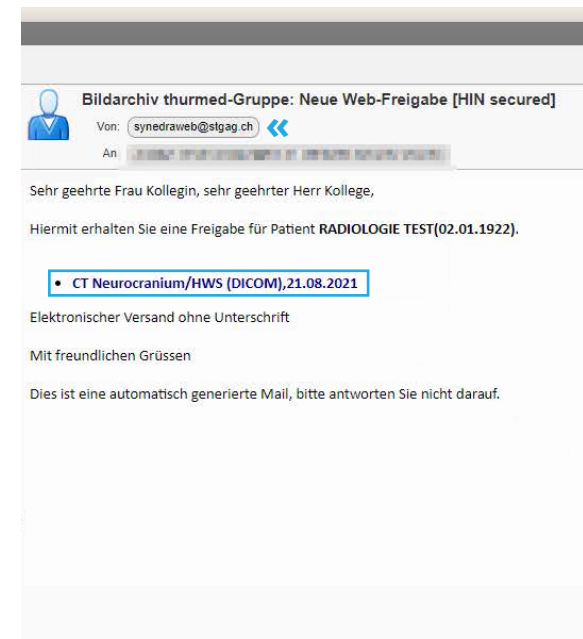 Bildarchiv thurmed-Gruppe: Neue Web-Freigabe [HIN secured]
Von: synedraweb@stgag.ch
An
Sehr geehrte Frau Kollegin, sehr geehrter Herr Kollege,
Hiermit erhalten Sie eine Freigabe für Patient RADIOLOGIE TEST(02.01.1922).
• CT Neurocranium/HWS (DICOM),21.08.2021
Elektronischer Versand ohne Unterschrift
Mit freundlichen Grüssen
Dies ist eine automatisch generierte Mail, bitte antworten Sie nicht darauf.